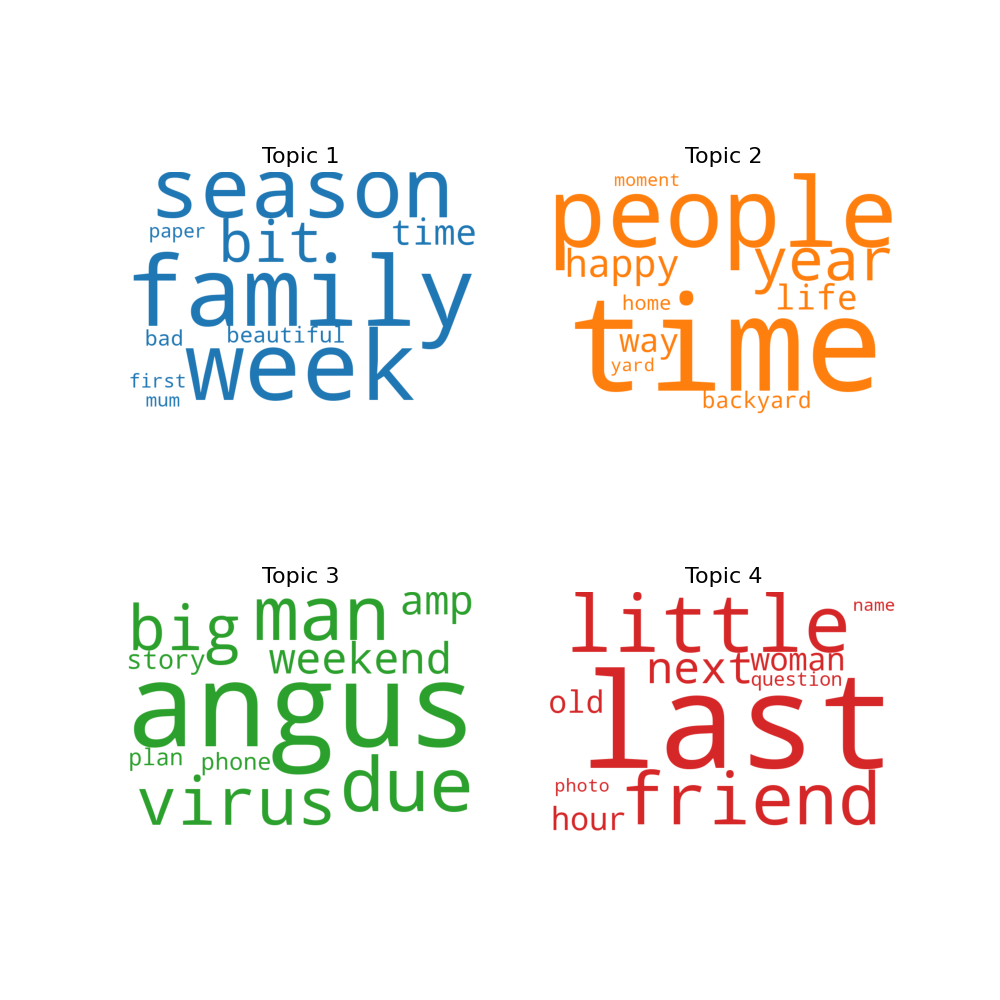 Topic 1
season
paper bit time
family
bad beautiful
week
first
mum
Topic 2
moment
people
happy year
home life
time
way
yard
backyard
Topic 3
big man amp
story weekend
angus
plan phone
virus due
Topic 4
little name
next woman
question
old last
photo friend
hour